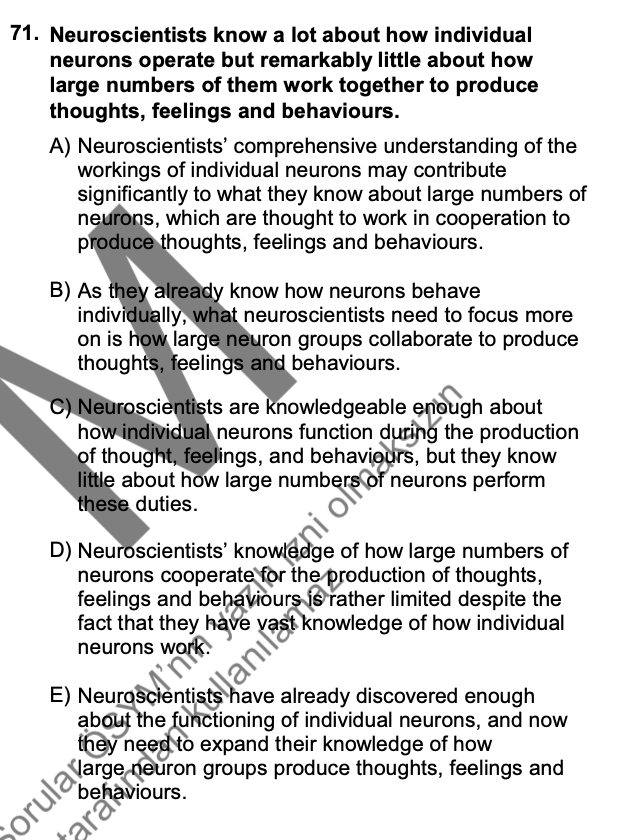 71. Neuroscientists know a lot about how individual
neurons operate but remarkably little about how
large numbers of them work together to produce
thoughts, feelings and behaviours.
A) Neuroscientists’ comprehensive understanding of the
workings of individual neurons may contribute
significantly to what they know about large numbers of
neurons, which are thought to work in cooperation to
produce thoughts, feelings and behaviours.
B) As they already know how neurons behave
individually, what neuroscientists need to focus more
on is how large neuron groups collaborate to produce
thoughts, feelings and behaviours.
C) Neuroscientists are knowledgeable enough about
how individual neurons function during the production
of thought, feelings, and behaviours, but they know
little about how large numbers of neurons perform
these duties.
D) Neuroscientists’ knowledge of how large numbers of
neurons cooperate for the production of thoughts,
feelings and behaviours is rather limited despite the
fact that they have vast knowledge of how individual
neurons work.
E) Neuroscientists have already discovered enough
about the functioning of individual neurons, and now
they need to expand their knowledge of how
large neuron groups produce thoughts, feelings and
behaviours.
M
sorular ÖSYM’nin yazılı izni olmaksızın
tarafından kullanılamaz.